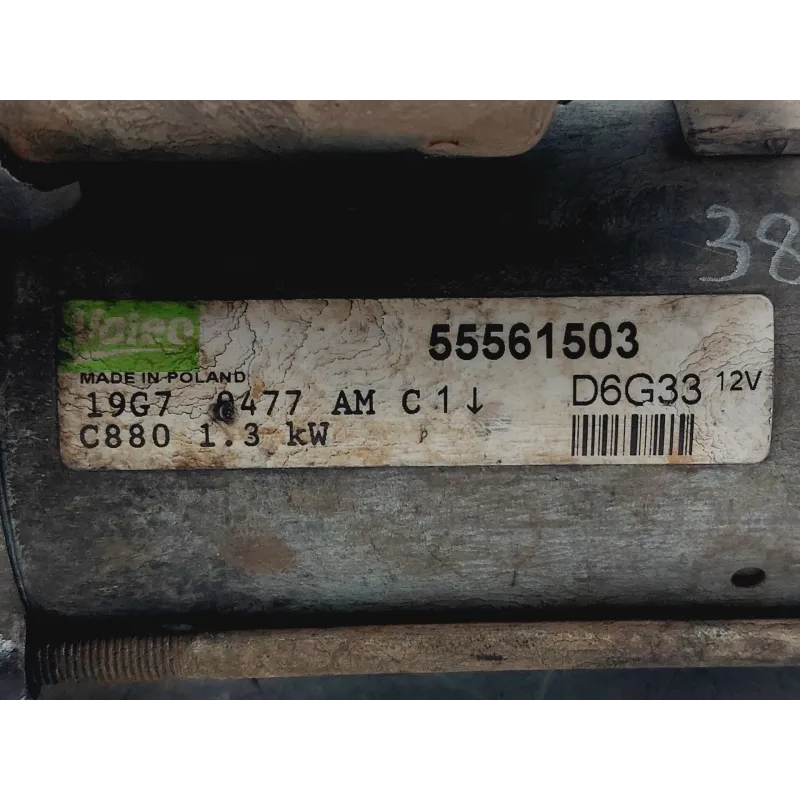 38
Valeo
55561503
MADE IN POLAND
D6G33 12V
19G7 0477 AM C1↓
C880 1.3 kW